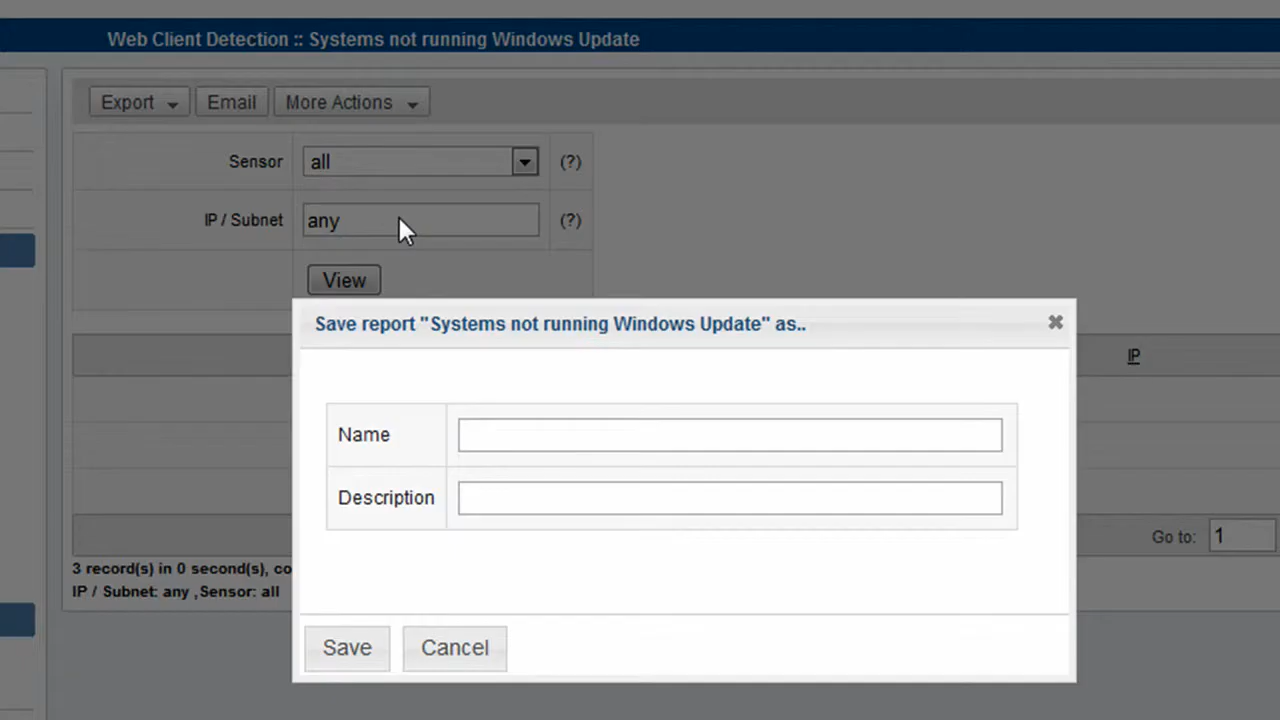 Web Client Detection :: Systems not running Windows Update
Export Email More Actions
Sensor all (?)
IP / Subnet any (?)
View
Save report "Systems not running Windows Update" as..
IP
Name
Description
Go to: 1
3 record(s) in 0 second(s), co
IP / Subnet: any ,Sensor: all
Save Cancel